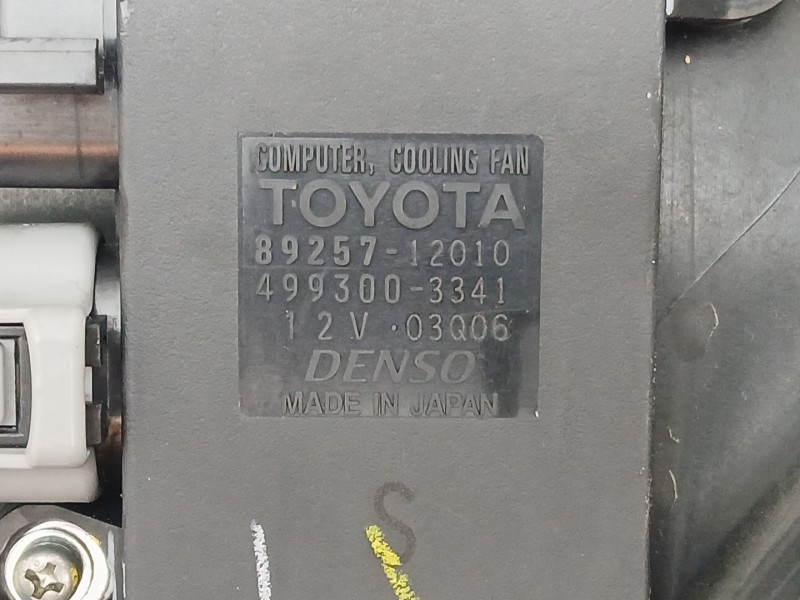 COMPUTER, COOLING FAN
TOYOTA
89257-12010
499300-3341
12V ·03Q06
DENSO
MADE IN JAPAN
S